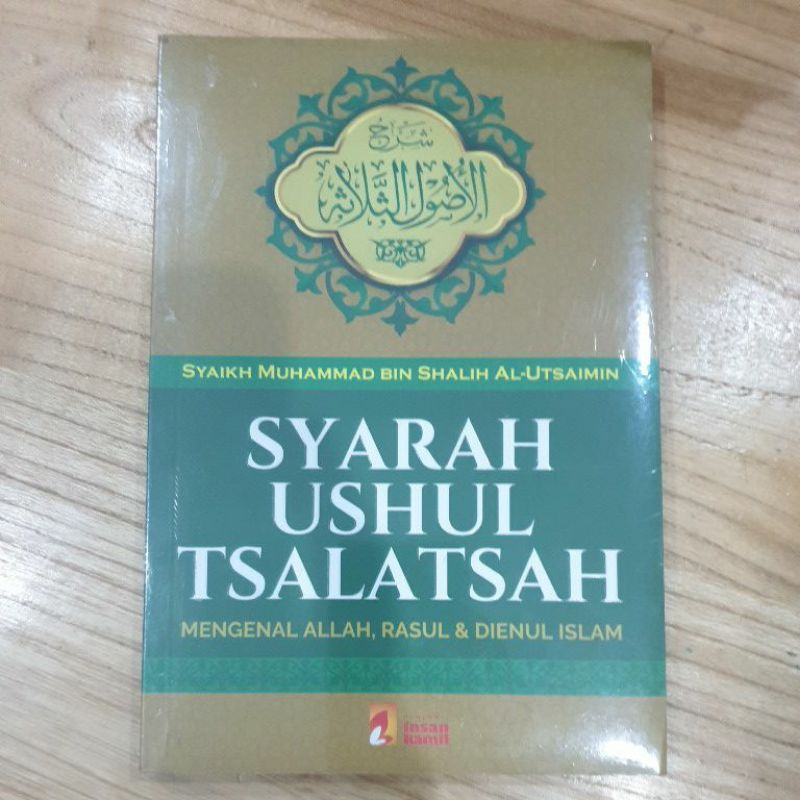 شرح
الأصول الثلاثة
SYAIKH MUHAMMAD BIN SHALIH AL-UTSAIMIN
SYARAH
USHUL
TSALATSAH
MENGENAL ALLAH, RASUL & DIENUL ISLAM
insan
kamil